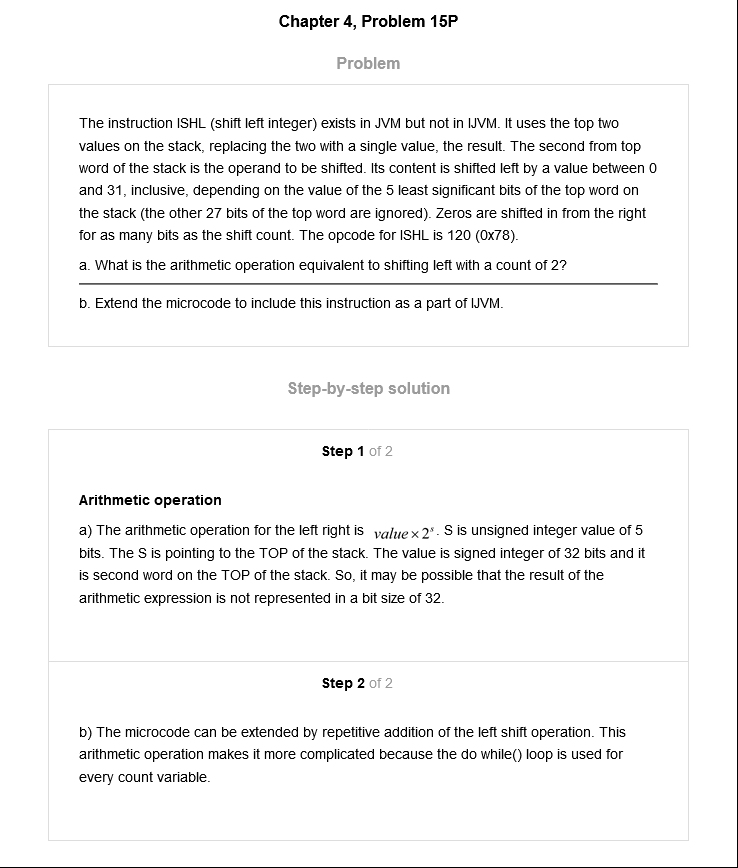 Chapter 4, Problem 15P
Problem
The instruction ISHL (shift left integer) exists in JVM but not in IJVM. It uses the top two
values on the stack, replacing the two with a single value, the result. The second from top
word of the stack is the operand to be shifted. Its content is shifted left by a value between 0
and 31, inclusive, depending on the value of the 5 least significant bits of the top word on
the stack (the other 27 bits of the top word are ignored). Zeros are shifted in from the right
for as many bits as the shift count. The opcode for ISHL is 120 (0x78).
a. What is the arithmetic operation equivalent to shifting left with a count of 2?
b. Extend the microcode to include this instruction as a part of IJVM.
Step-by-step solution
Step 1 of 2
Arithmetic operation
a) The arithmetic operation for the left right is value × 2ˢ. S is unsigned integer value of 5
bits. The S is pointing to the TOP of the stack. The value is signed integer of 32 bits and it
is second word on the TOP of the stack. So, it may be possible that the result of the
arithmetic expression is not represented in a bit size of 32.
Step 2 of 2
b) The microcode can be extended by repetitive addition of the left shift operation. This
arithmetic operation makes it more complicated because the do while() loop is used for
every count variable.